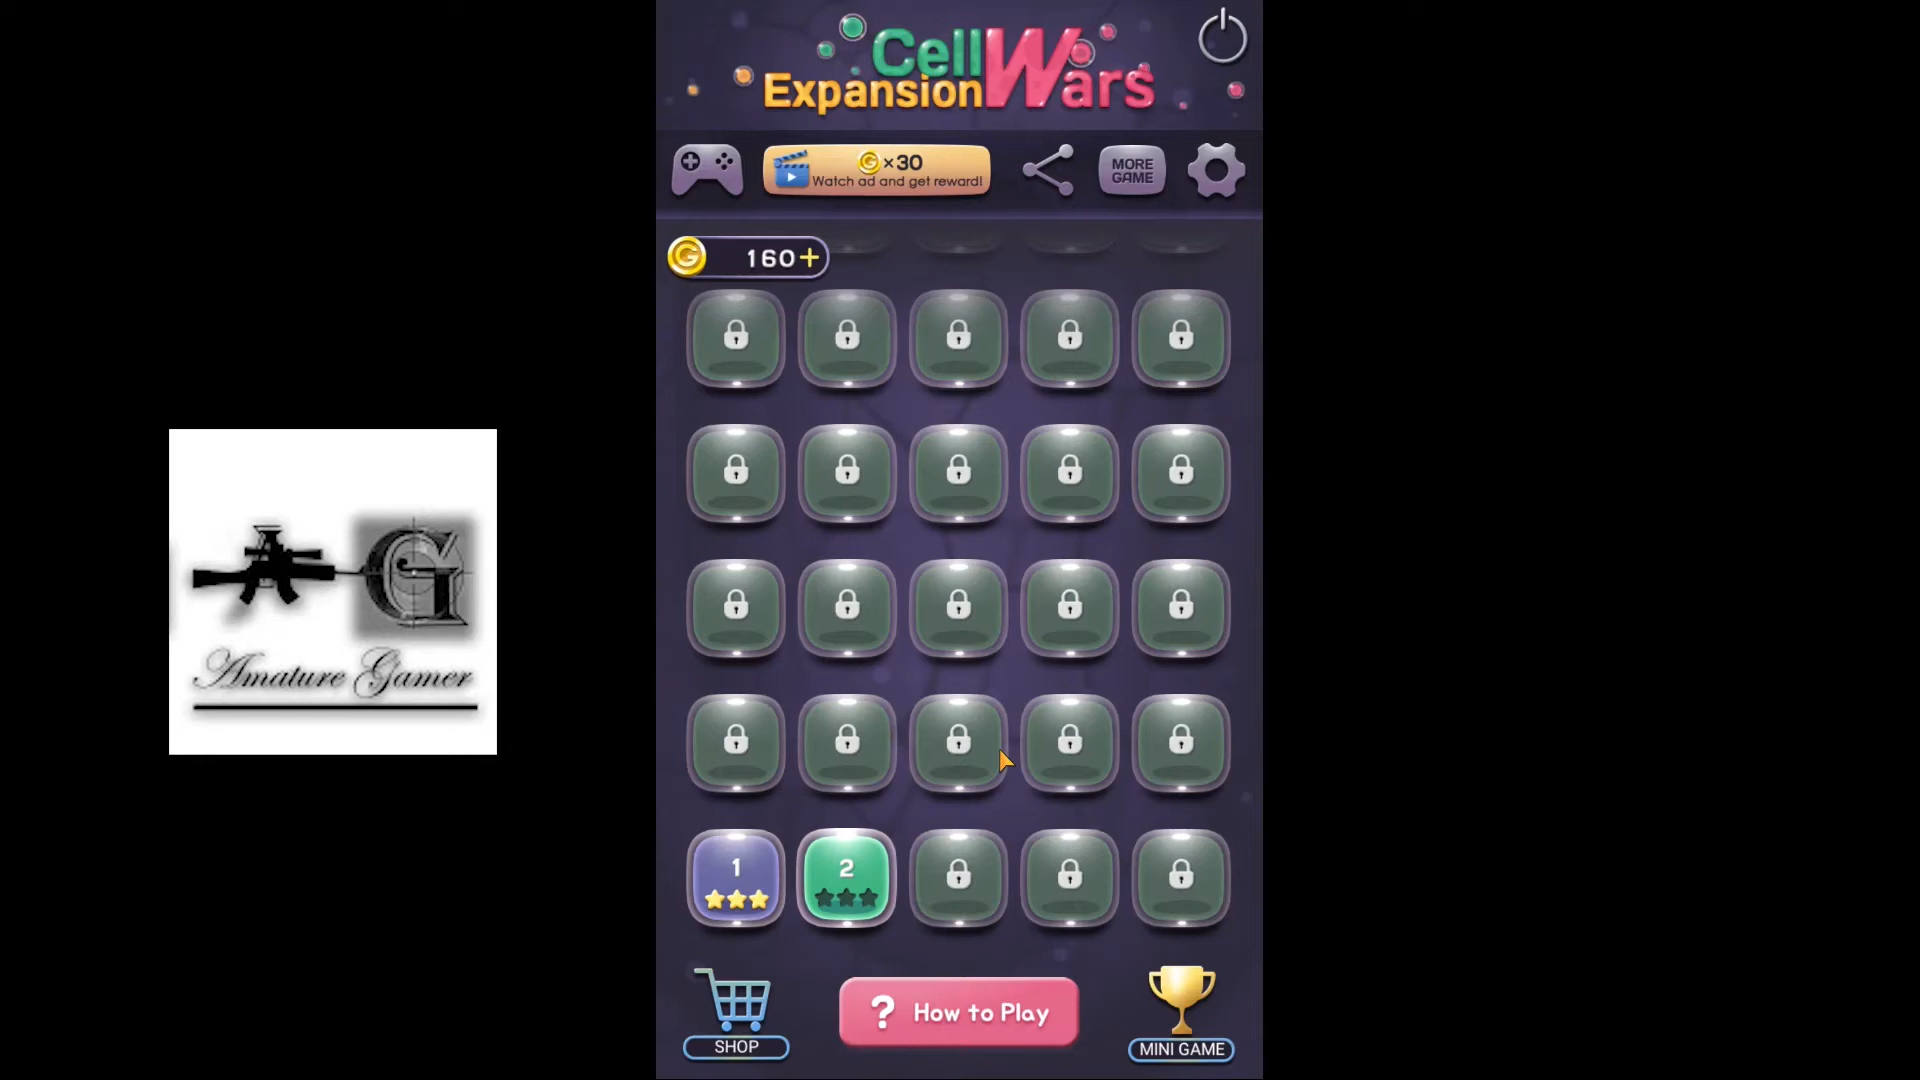 Cell
Expansion Wars
×30
Watch ad and get reward!
MORE
GAME
160+
1
2
G
Amature Gamer
? How to Play
SHOP
MINI GAME